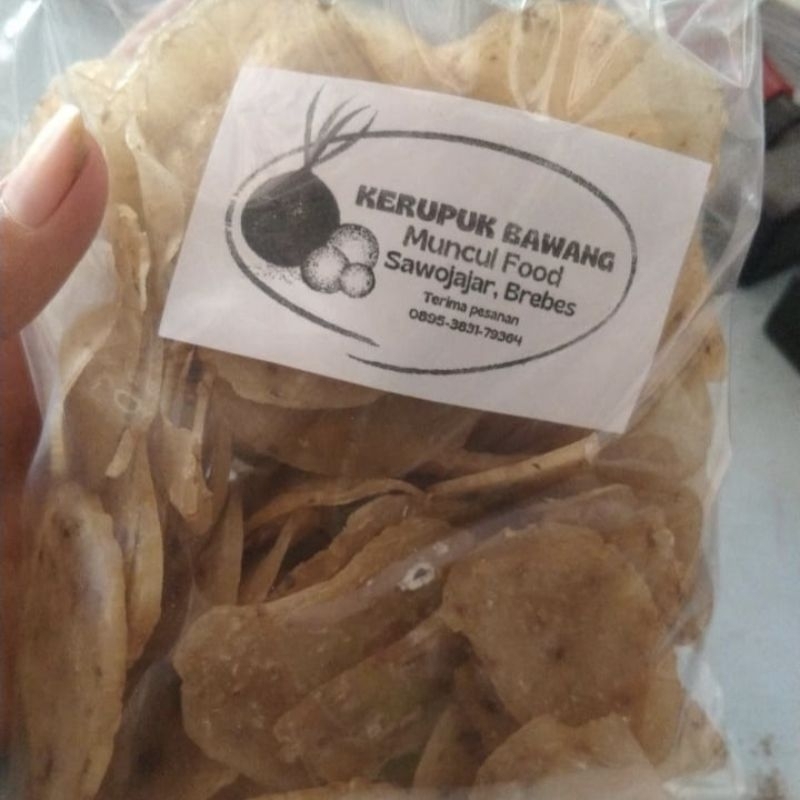 KERUPUK BAWANG
Muncul Food
Sawojajar, Brebes
Terima pesanan
0895-3831-79364